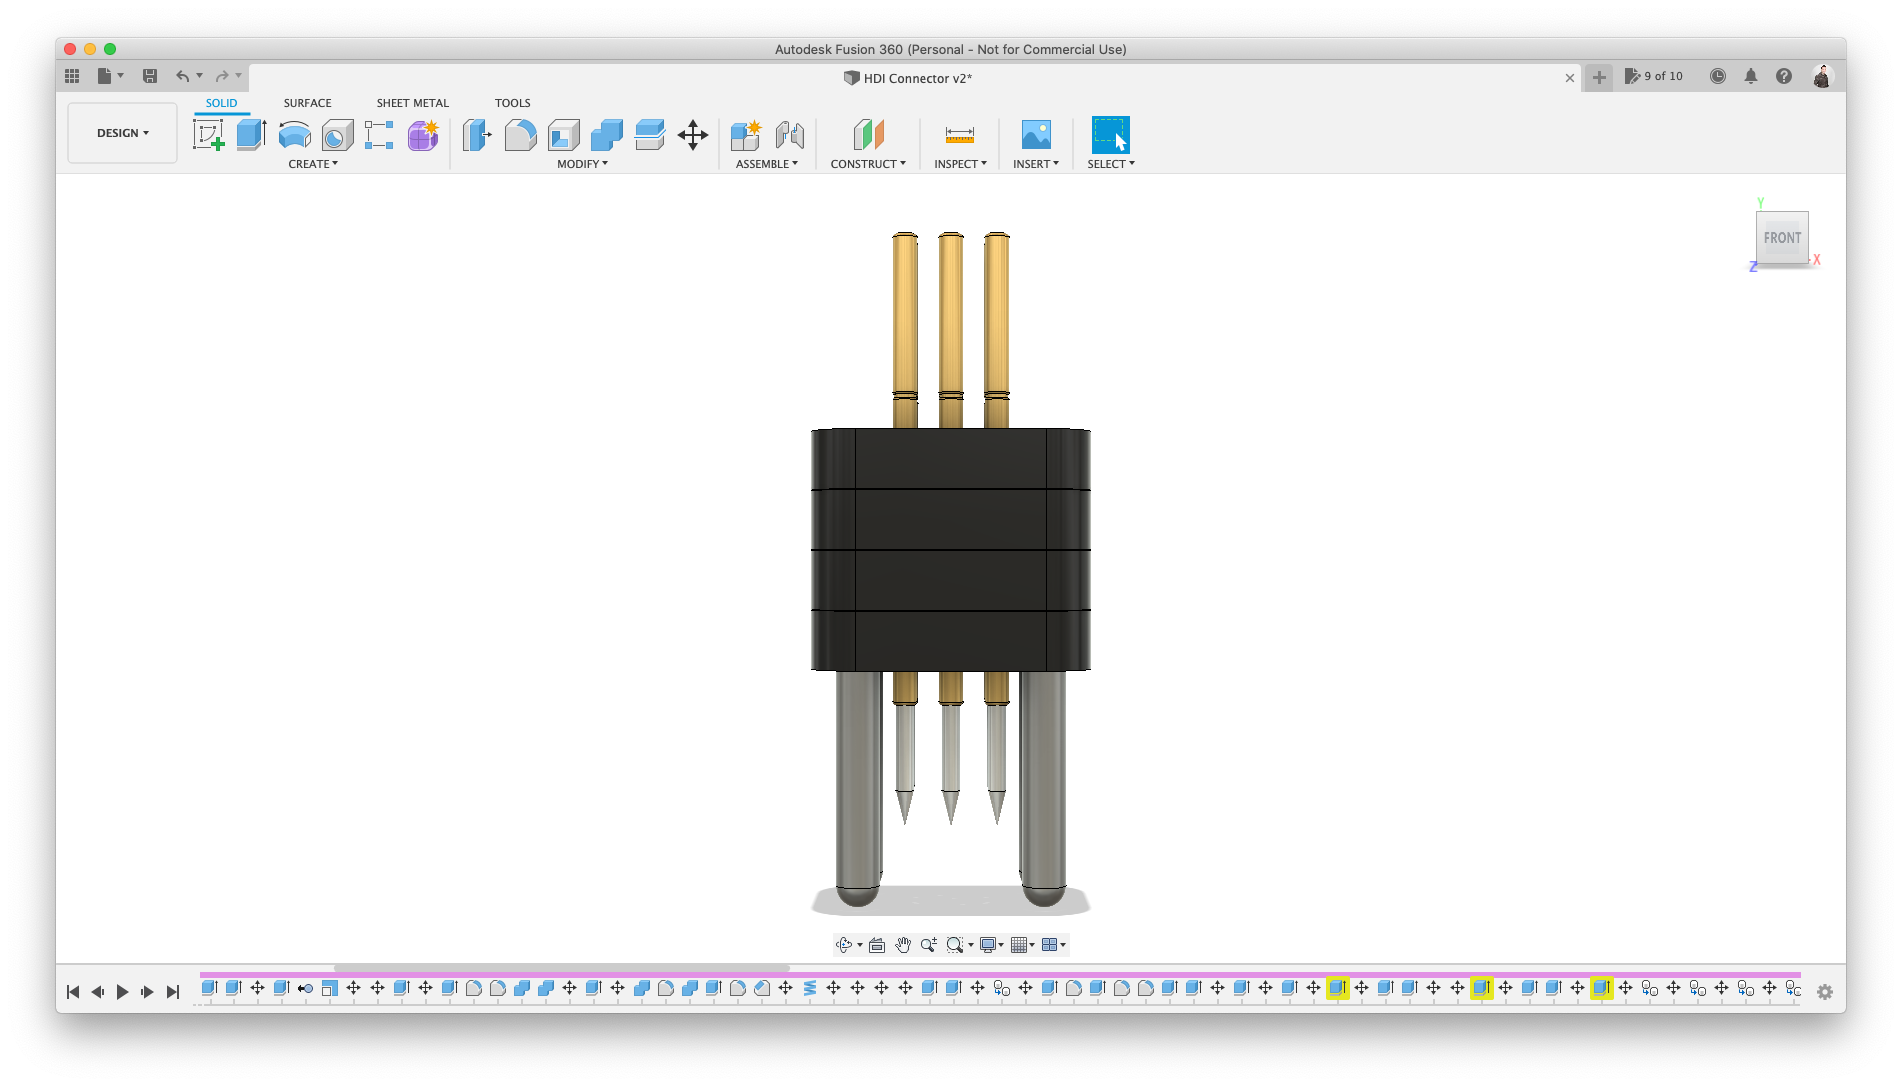 Autodesk Fusion 360 (Personal - Not for Commercial Use)
HDI Connector v2*
9 of 10
SOLID SURFACE SHEET METAL TOOLS
DESIGN
CREATE MODIFY ASSEMBLE CONSTRUCT INSPECT INSERT SELECT
Y
FRONT
X
Z